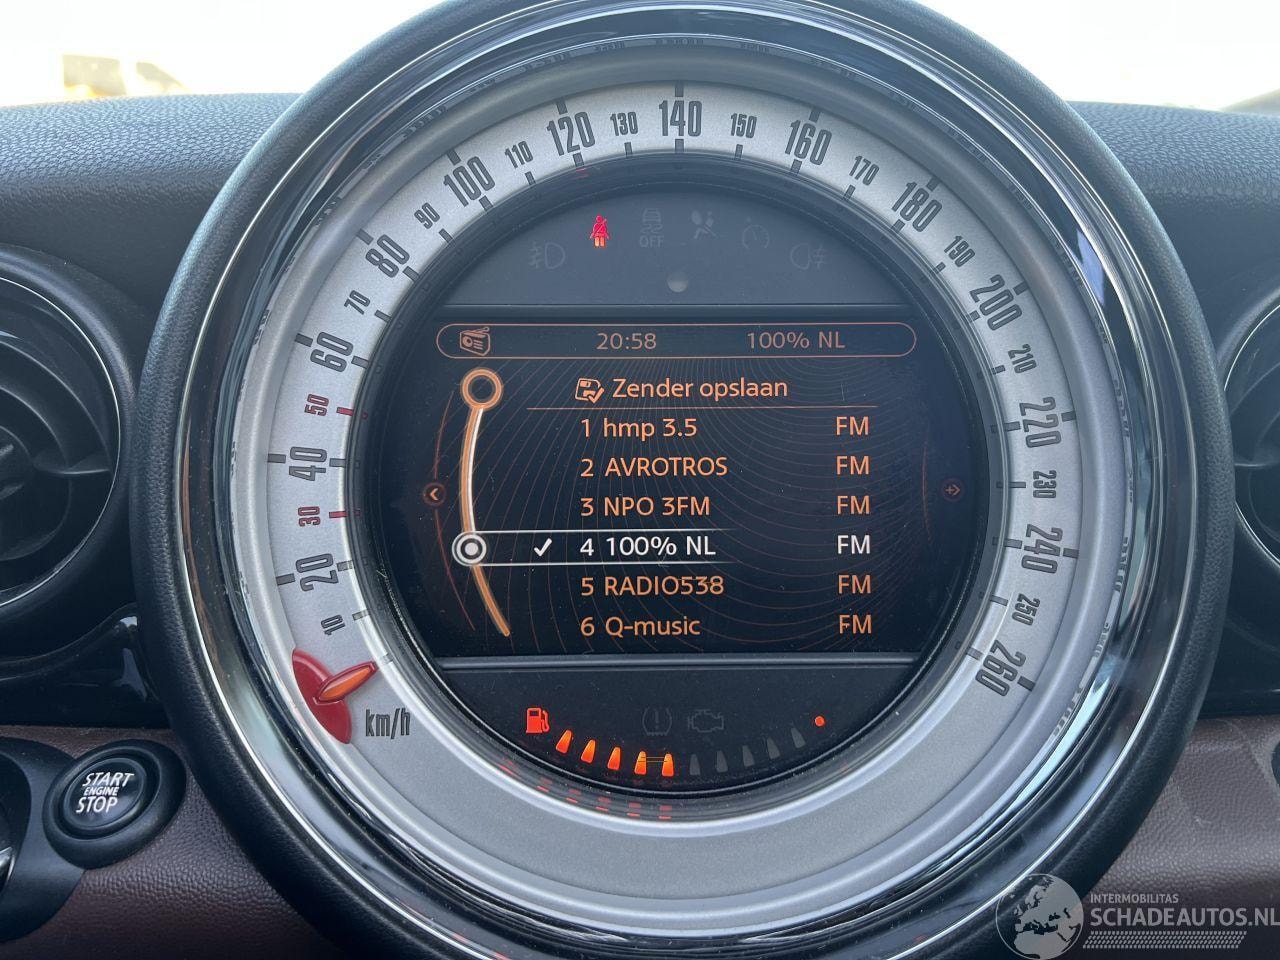 140
120
130
150
160
110
170
100
180
90
190
80
200
70
210
60
220
50
230
40
240
30
250
20
260
10
OFF
20:58 100% NL
Zender opslaan
1 hmp 3.5 FM
2 AVROTROS FM
3 NPO 3FM FM
4 100% NL FM
5 RADIO538 FM
6 Q-music FM
km/h
START
ENGINE
STOP
INTERMOBILITAS
SCHADEAUTOS.NL